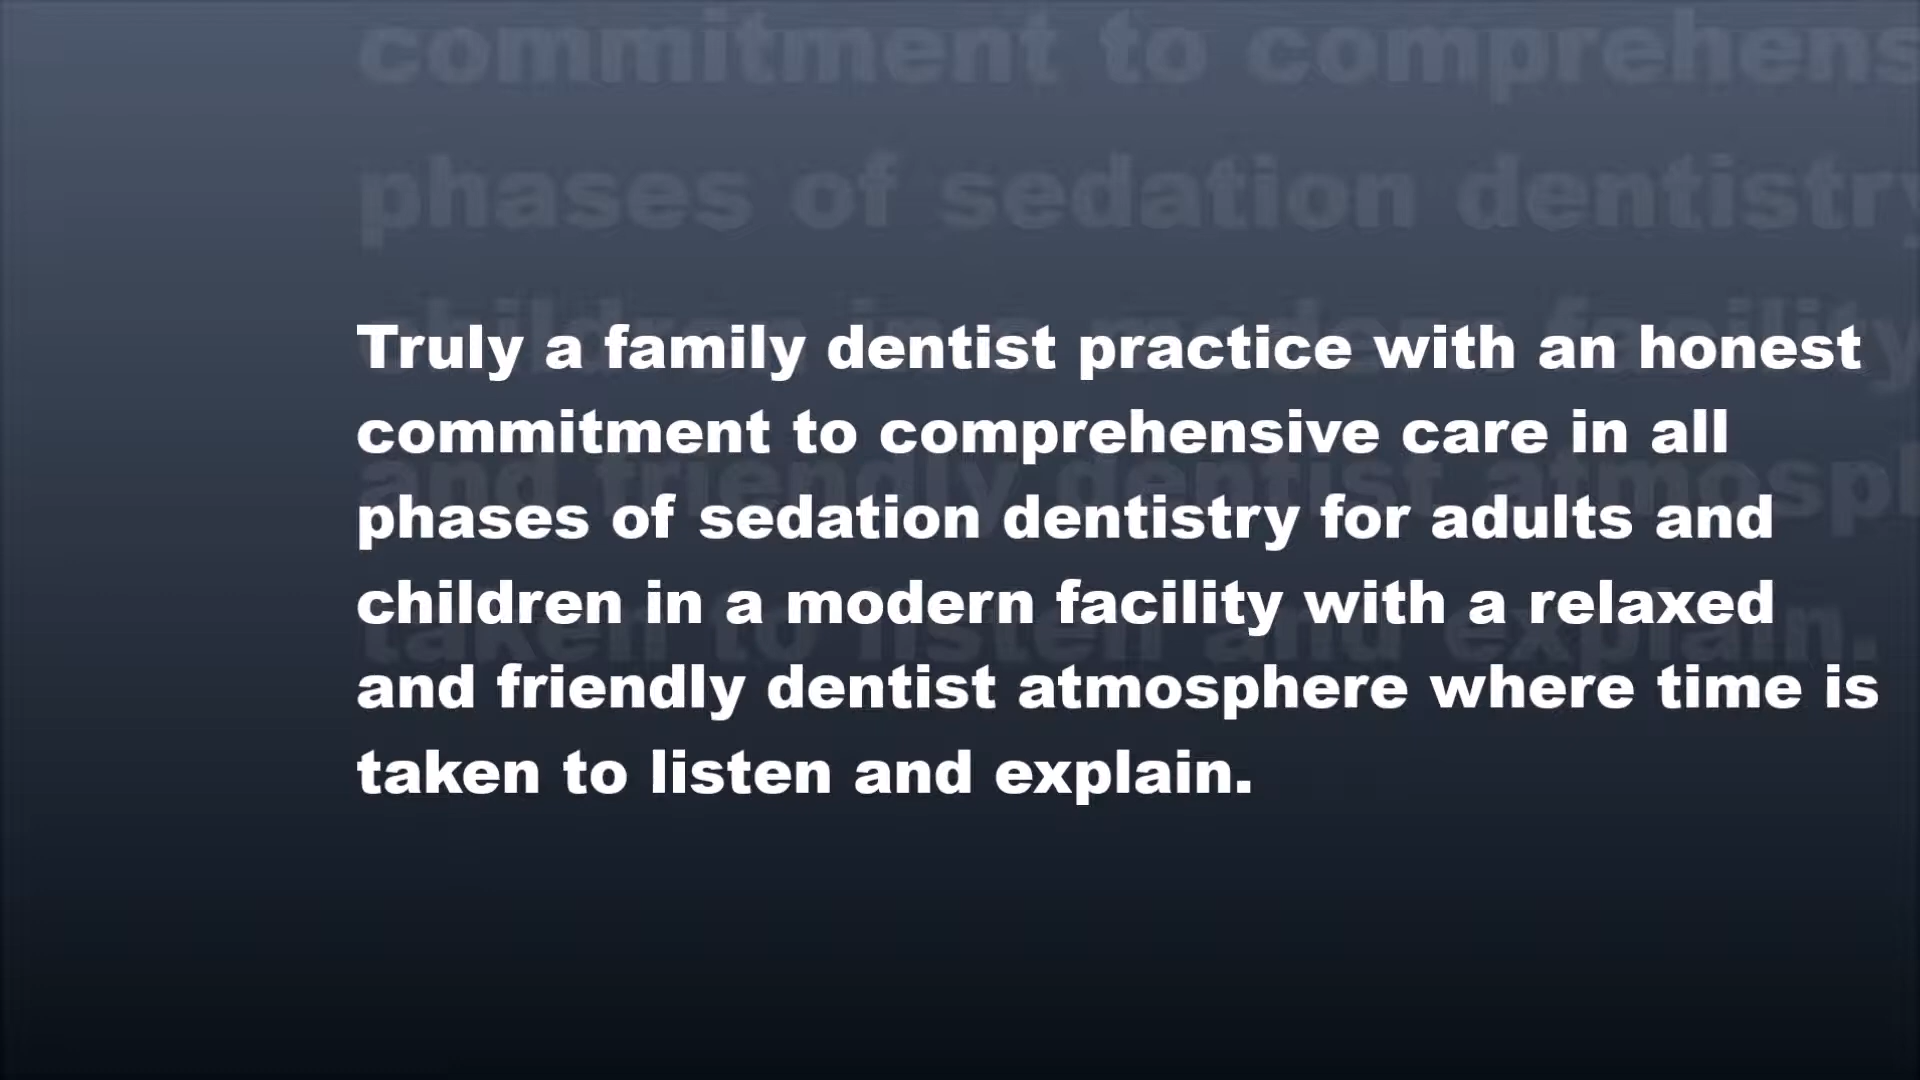 commitment to comprehens
phases of sedation dentistry
Truly a family dentist practice with an honest
commitment to comprehensive care in all
phases of sedation dentistry for adults and
children in a modern facility with a relaxed
and friendly dentist atmosphere where time is
taken to listen and explain.